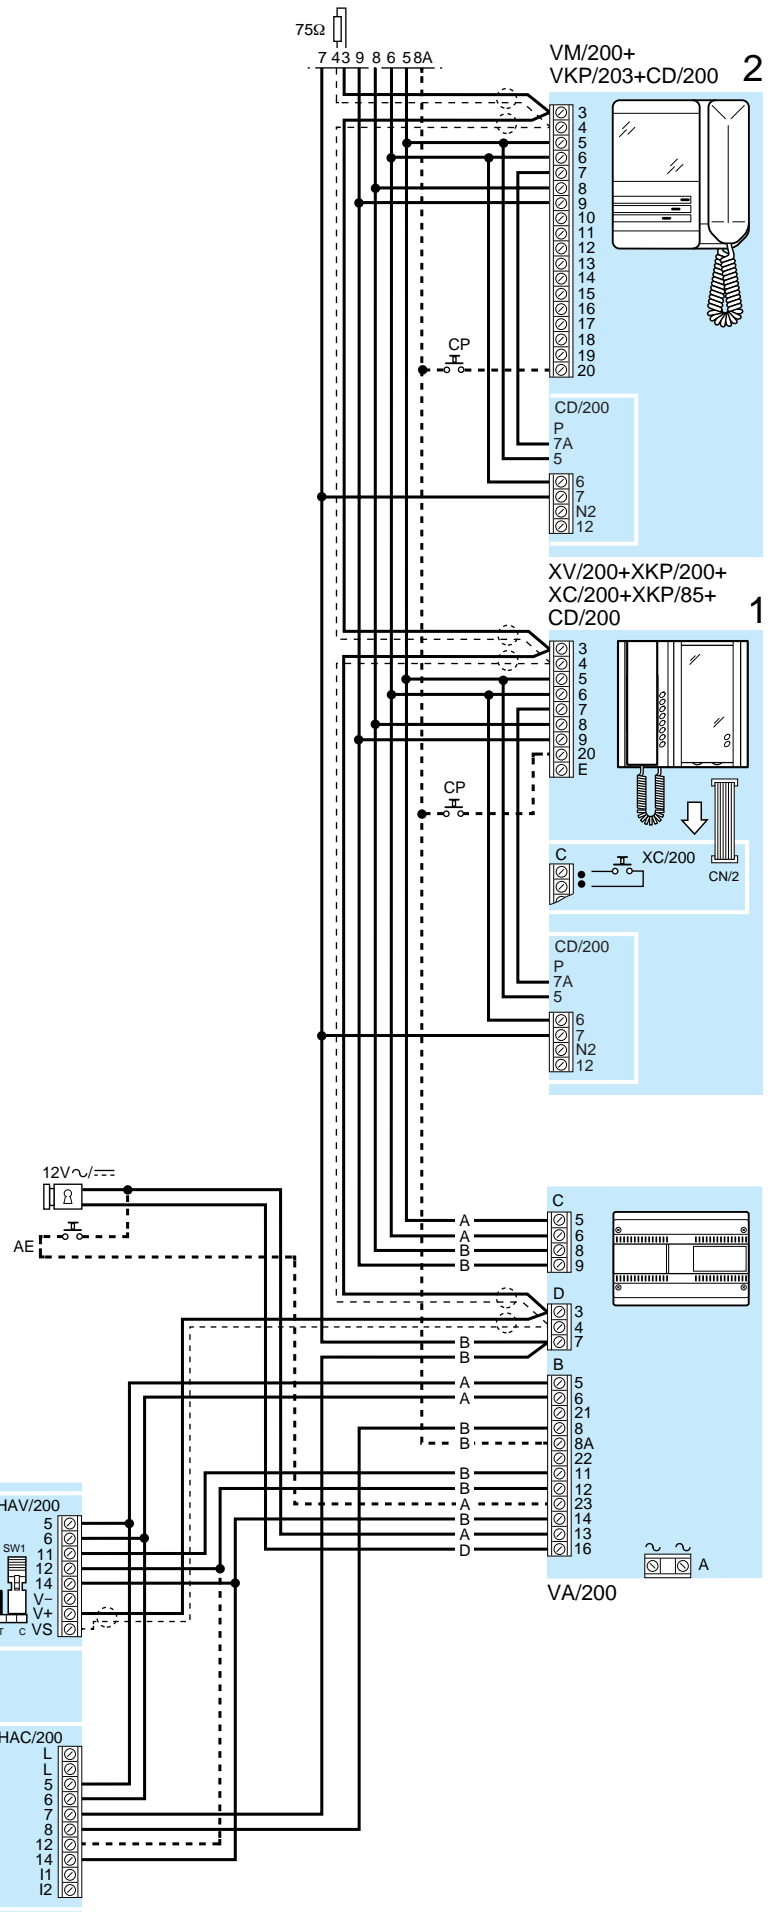 75Ω
7 4 3 9 8 6 5 8A
VM/200+
VKP/203+CD/200
2
3
4
5
6
7
8
9
10
11
12
13
14
15
16
17
18
19
20
CP
CD/200
P
7A
5
6
7
N2
12
XV/200+XKP/200+
XC/200+XKP/85+
CD/200
1
3
4
5
6
7
8
9
20
E
CP
C
XC/200
CN/2
CD/200
P
7A
5
6
7
N2
12
12V
AE
C
A 5
A 6
B 8
B 9
D
3
4
B 7
B
B
A 5
A 6
21
B 8
B 8A
22
B 11
B 12
A 23
B 14
A 13
D 16
A
VA/200
HAV/200
5
6
SW1
11
12
14
V–
V+
T C VS
HAC/200
L
L
5
6
7
8
12
14
I1
I2